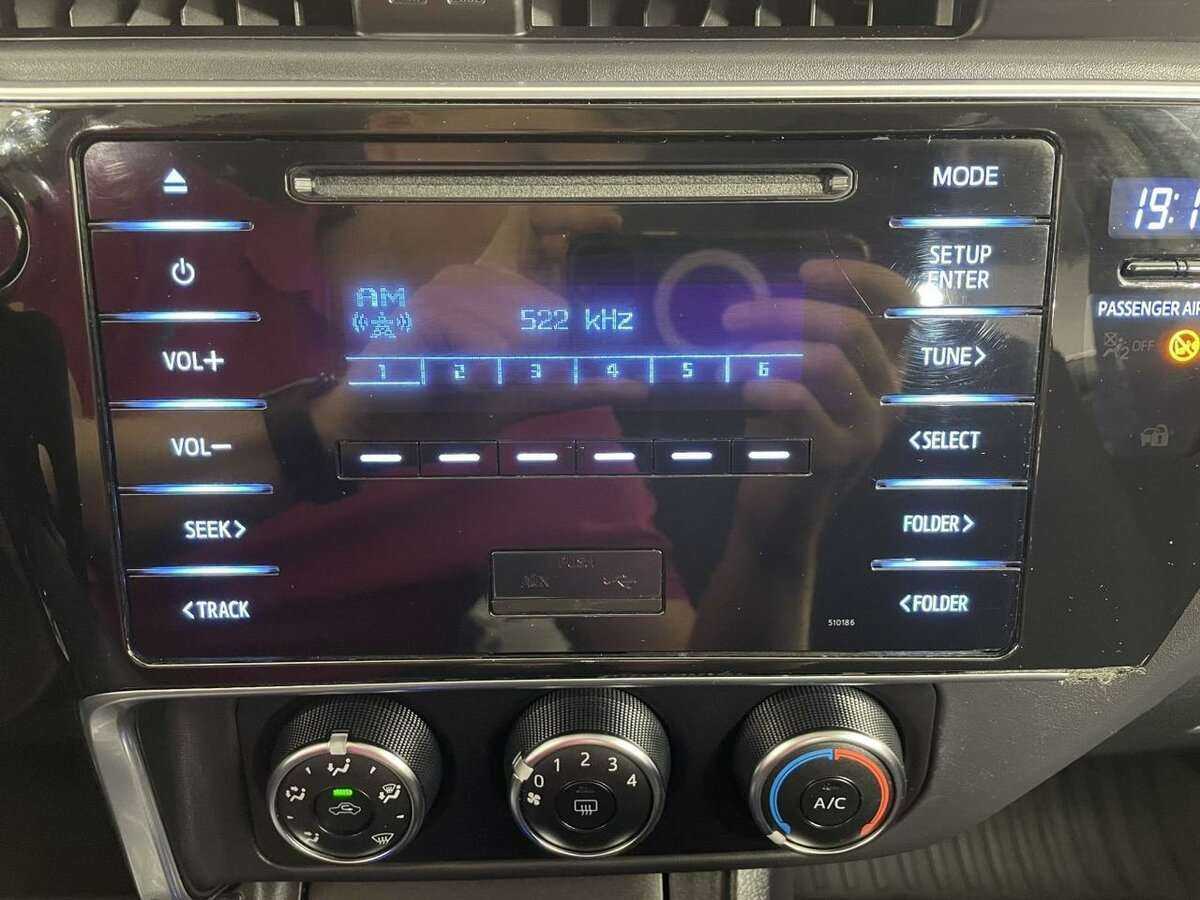 MODE
19:1
SETUP
ENTER
PASSENGER AIR
OFF
AM
522 kHz
VOL+
TUNE>
1 2 3 4 5 6
VOL-
<SELECT
SEEK>
FOLDER>
PUSH
<TRACK
<FOLDER
510186
0 1 2 3 4
A/C